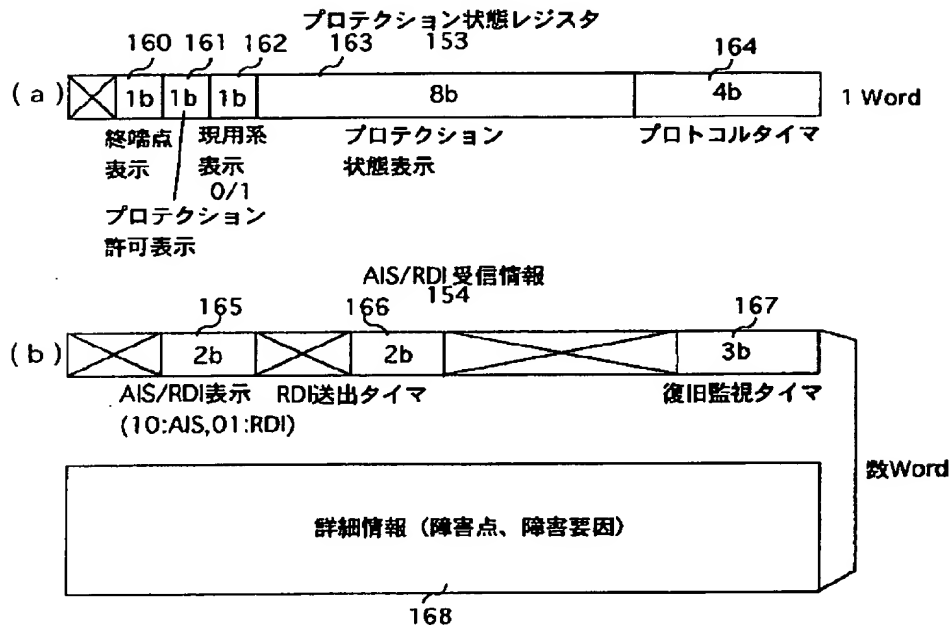 プロテクション状態レジスタ
160 161 162 163 153 164
(a) 1b 1b 1b 8b 4b 1 Word
終端点 現用系 プロテクション プロトコルタイマ
表示 表示 状態表示
0/1
プロテクション
許可表示
AIS/RDI 受信情報
165 166 154 167
(b) 2b 2b 3b
AIS/RDI表示 RDI送出タイマ 復旧監視タイマ
(10:AIS,01:RDI)
数Word
詳細情報(障害点、障害要因)
168